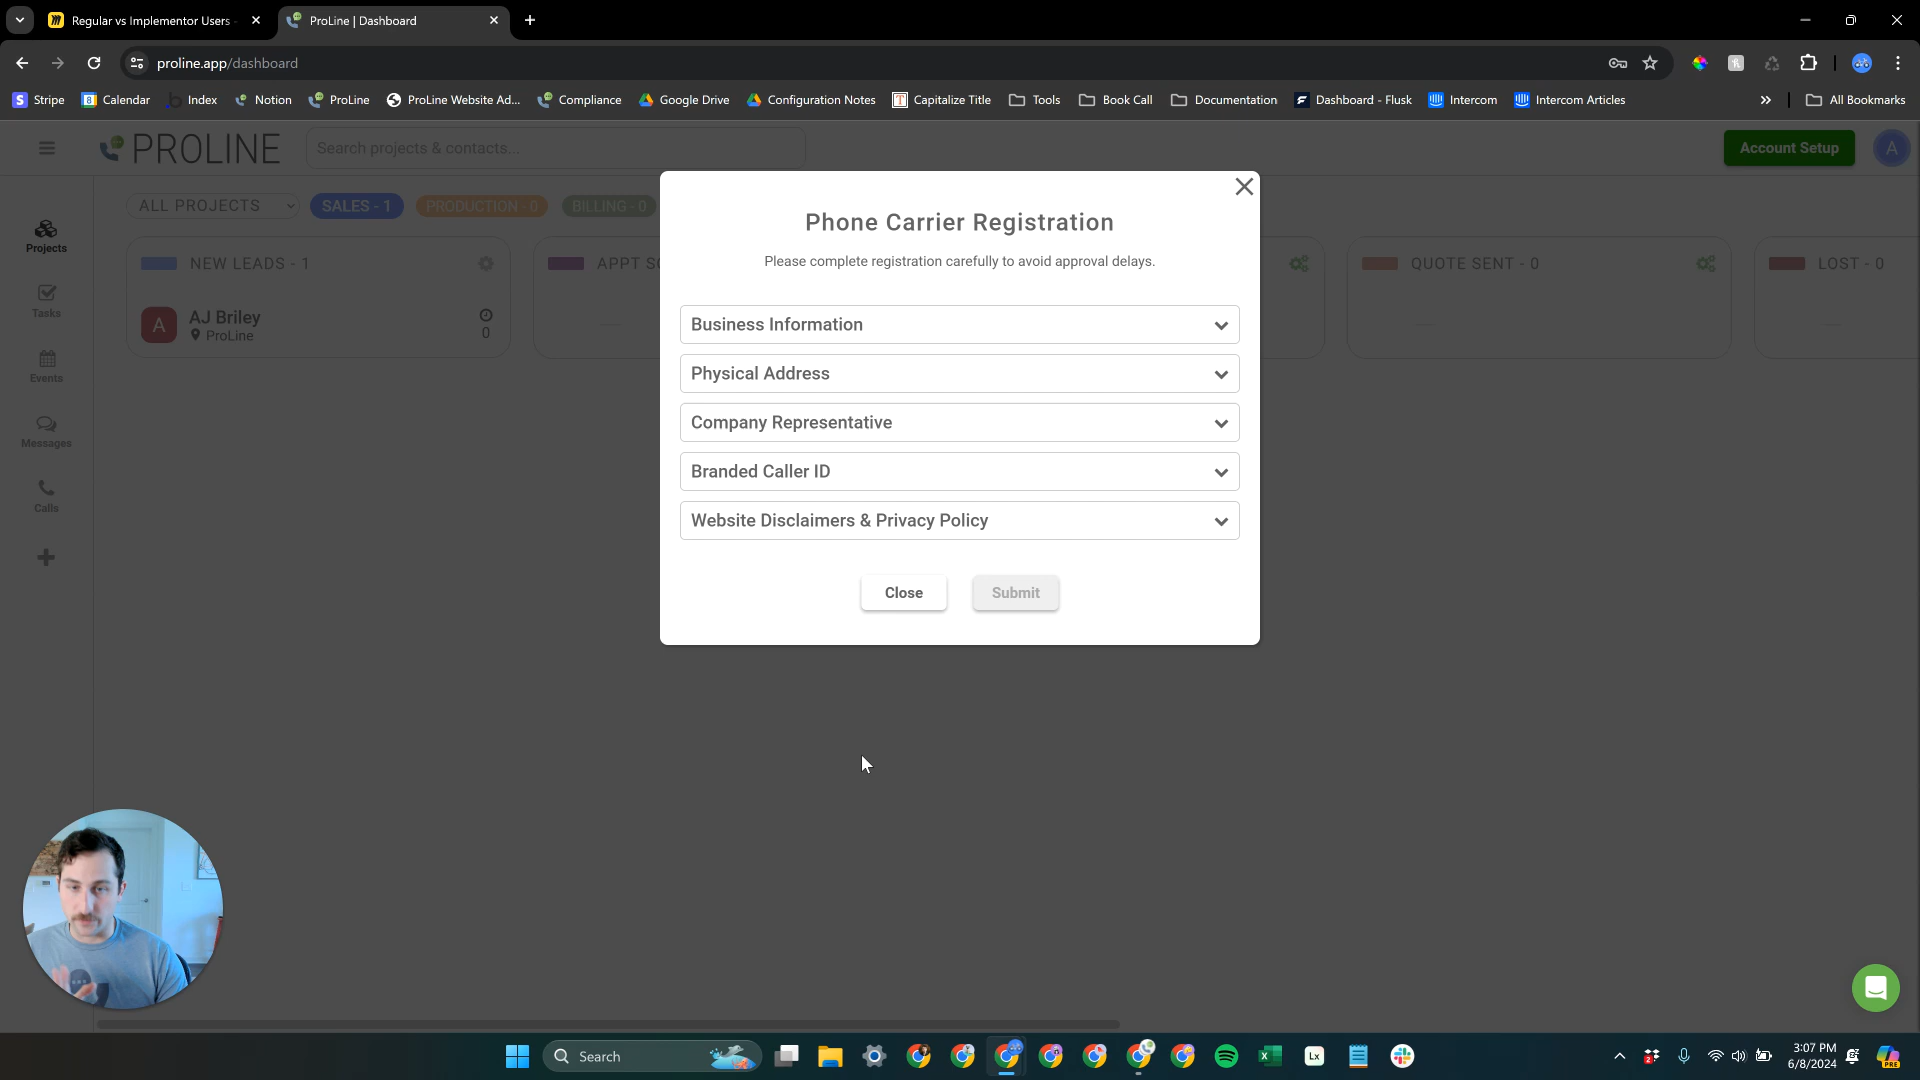 Regular vs Implementor Users
ProLine | Dashboard
proline.app/dashboard
Stripe
Calendar
Index
Notion
ProLine
ProLine Website Ad...
Compliance
Google Drive
Configuration Notes
Capitalize Title
Tools
Book Call
Documentation
Dashboard - Flusk
Intercom
Intercom Articles
All Bookmarks
PROLINE
Search projects & contacts...
Account Setup
A
ALL PROJECTS
SALES - 1
PRODUCTION - 0
BILLING - 0
Projects
Tasks
Events
Messages
Calls
NEW LEADS - 1
A
AJ Briley
ProLine
0
APPT SC
QUOTE SENT - 0
LOST - 0
Phone Carrier Registration
Please complete registration carefully to avoid approval delays.
Business Information
Physical Address
Company Representative
Branded Caller ID
Website Disclaimers & Privacy Policy
Close
Submit
Search
Lx
2
3:07 PM
6/8/2024
PRE